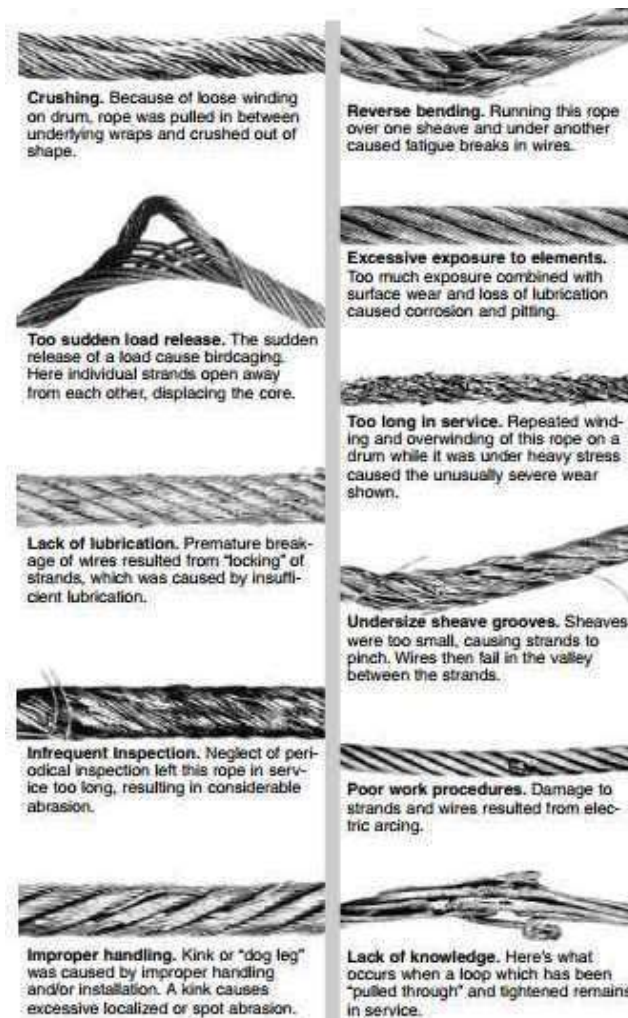 Crushing. Because of loose winding
on drum, rope was pulled in between
underlying wraps and crushed out of
shape.
Too sudden load release. The sudden
release of a load cause birdcaging.
Here individual strands open away
from each other, displacing the core.
Lack of lubrication. Premature break-
age of wires resulted from "locking" of
strands, which was caused by insuffi-
cient lubrication.
Infrequent Inspection. Neglect of peri-
odical inspection left this rope in serv-
ice too long, resulting in considerable
abrasion.
Improper handling. Kink or "dog leg"
was caused by improper handling
and/or installation. A kink causes
excessive localized or spot abrasion.
Reverse bending. Running this rope
over one sheave and under another
caused fatigue breaks in wires.
Excessive exposure to elements.
Too much exposure combined with
surface wear and loss of lubrication
caused corrosion and pitting.
Too long in service. Repeated wind-
ing and overwinding of this rope on a
drum while it was under heavy stress
caused the unusually severe wear
shown.
Undersize sheave grooves. Sheaves
were too small, causing strands to
pinch. Wires then fail in the valley
between the strands.
Poor work procedures. Damage to
strands and wires resulted from elec-
tric arcing.
Lack of knowledge. Here's what
occurs when a loop which has been
"pulled through" and tightened remains
in service.